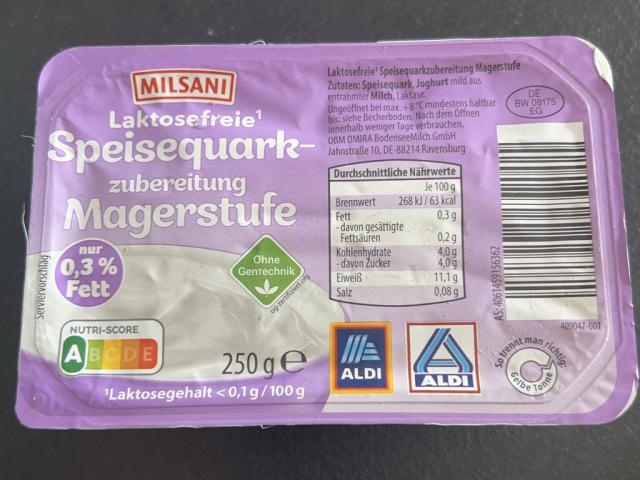 MILSANI
Laktosefreie¹
Speisequark-
zubereitung
Magerstufe
nur
0,3 %
Fett
Serviervorschlag
Ohne
Gentechnik
og-zertifiziert.org
NUTRI-SCORE
A B C D E
250 g ℮
¹Laktosegehalt < 0,1 g / 100 g
Laktosefreie¹ Speisequarkzubereitung Magerstufe
Zutaten: Speisequark, Joghurt mild aus
entrahmter Milch, Laktase.
Ungeöffnet bei max. +8 °C mindestens haltbar
bis: siehe Becherboden. Nach dem Öffnen
innerhalb weniger Tage verbrauchen.
OBM OMIRA BodenseeMilch GmbH
Jahnstraße 10, DE-88214 Ravensburg
DE
BW 08175
EG
Durchschnittliche Nährwerte
Je 100 g
Brennwert 268 kJ / 63 kcal
Fett 0,3 g
- davon gesättigte
Fettsäuren 0,2 g
Kohlenhydrate 4,0 g
- davon Zucker 4,0 g
Eiweiß 11,1 g
Salz 0,08 g
AS: 4061459156362
409047-001
ALDI
ALDI
So trennt man richtig:
Gelbe Tonne